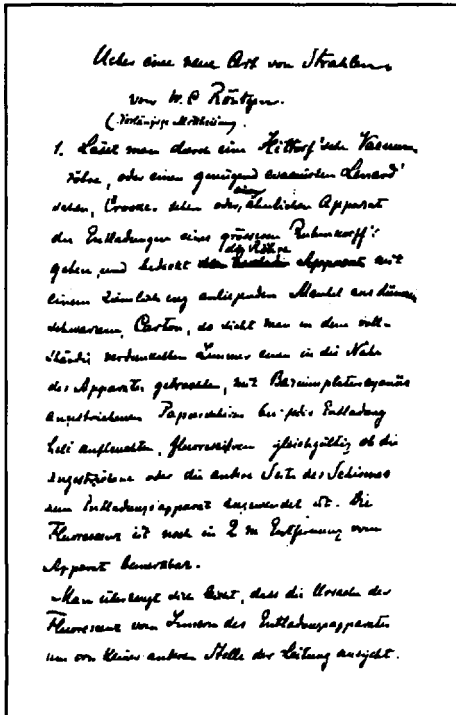 Ueber eine neue Art von Strahlen
von W. C Röntgen.
(Vorläufige Mittheilung.
1. Lässt man durch eine Hittorf'sche Vacuum-
röhre, oder einen genügend evacuirten Lenard'
schen, Crookes'schen oder ähnlichen Apparat
die Entladungen eines grösseren Ruhmkorff's
gehen, und bedeckt die Röhre mit
einem ziemlich eng anliegenden Mantel aus dünnem,
schwarzem, Carton, so sieht man in dem voll-
ständig verdunkelten Zimmer einen in die Nähe
des Apparates gebrachten, mit Bariumplatincyanür
angestrichenen Papierschirm bei jeder Entladung
hell aufleuchten, fluoresciren gleichgültig ob die
angestrichene oder die andere Seite des Schirmes
dem Entladungsapparat zugewendet ist. Die
Fluorescenz ist noch in 2 m Entfernung vom
Apparat bemerkbar.
Man überzeugt sich leicht, dass die Ursache der
Fluorescenz vom Innern des Entladungsapparates
und von keiner anderen Stelle der Leitung ausgeht.